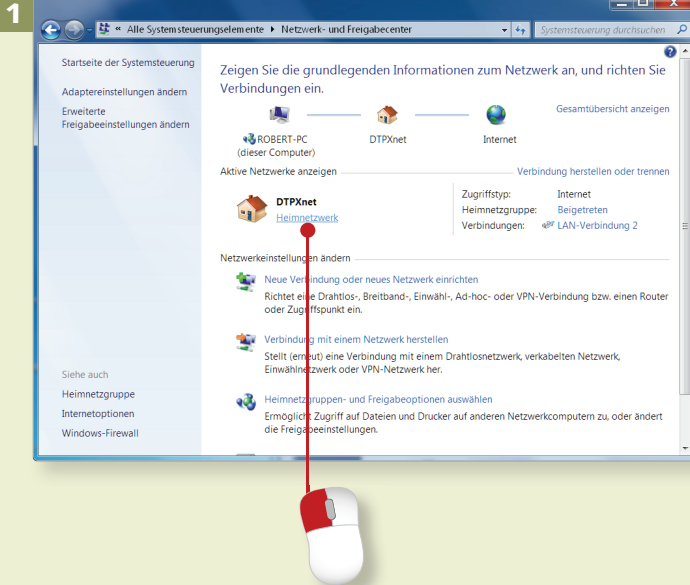 1
Alle Systemsteuerungselemente Netzwerk- und Freigabecenter
Systemsteuerung durchsuchen
Startseite der Systemsteuerung
Adaptereinstellungen ändern
Erweiterte
Freigabeeinstellungen ändern
Zeigen Sie die grundlegenden Informationen zum Netzwerk an, und richten Sie
Verbindungen ein.
Gesamtübersicht anzeigen
ROBERT-PC
(dieser Computer)
DTPXnet
Internet
Aktive Netzwerke anzeigen
Verbindung herstellen oder trennen
DTPXnet
Heimnetzwerk
Zugriffstyp: Internet
Heimnetzgruppe: Beigetreten
Verbindungen: LAN-Verbindung 2
Netzwerkeinstellungen ändern
Neue Verbindung oder neues Netzwerk einrichten
Richtet eine Drahtlos-, Breitband-, Einwähl-, Ad-hoc- oder VPN-Verbindung bzw. einen Router
oder Zugriffspunkt ein.
Verbindung mit einem Netzwerk herstellen
Stellt (erneut) eine Verbindung mit einem Drahtlosnetzwerk, verkabelten Netzwerk,
Einwählnetzwerk oder VPN-Netzwerk her.
Heimnetzgruppen- und Freigabeoptionen auswählen
Ermöglicht Zugriff auf Dateien und Drucker auf anderen Netzwerkcomputern zu, oder ändert
die Freigabeeinstellungen.
Siehe auch
Heimnetzgruppe
Internetoptionen
Windows-Firewall